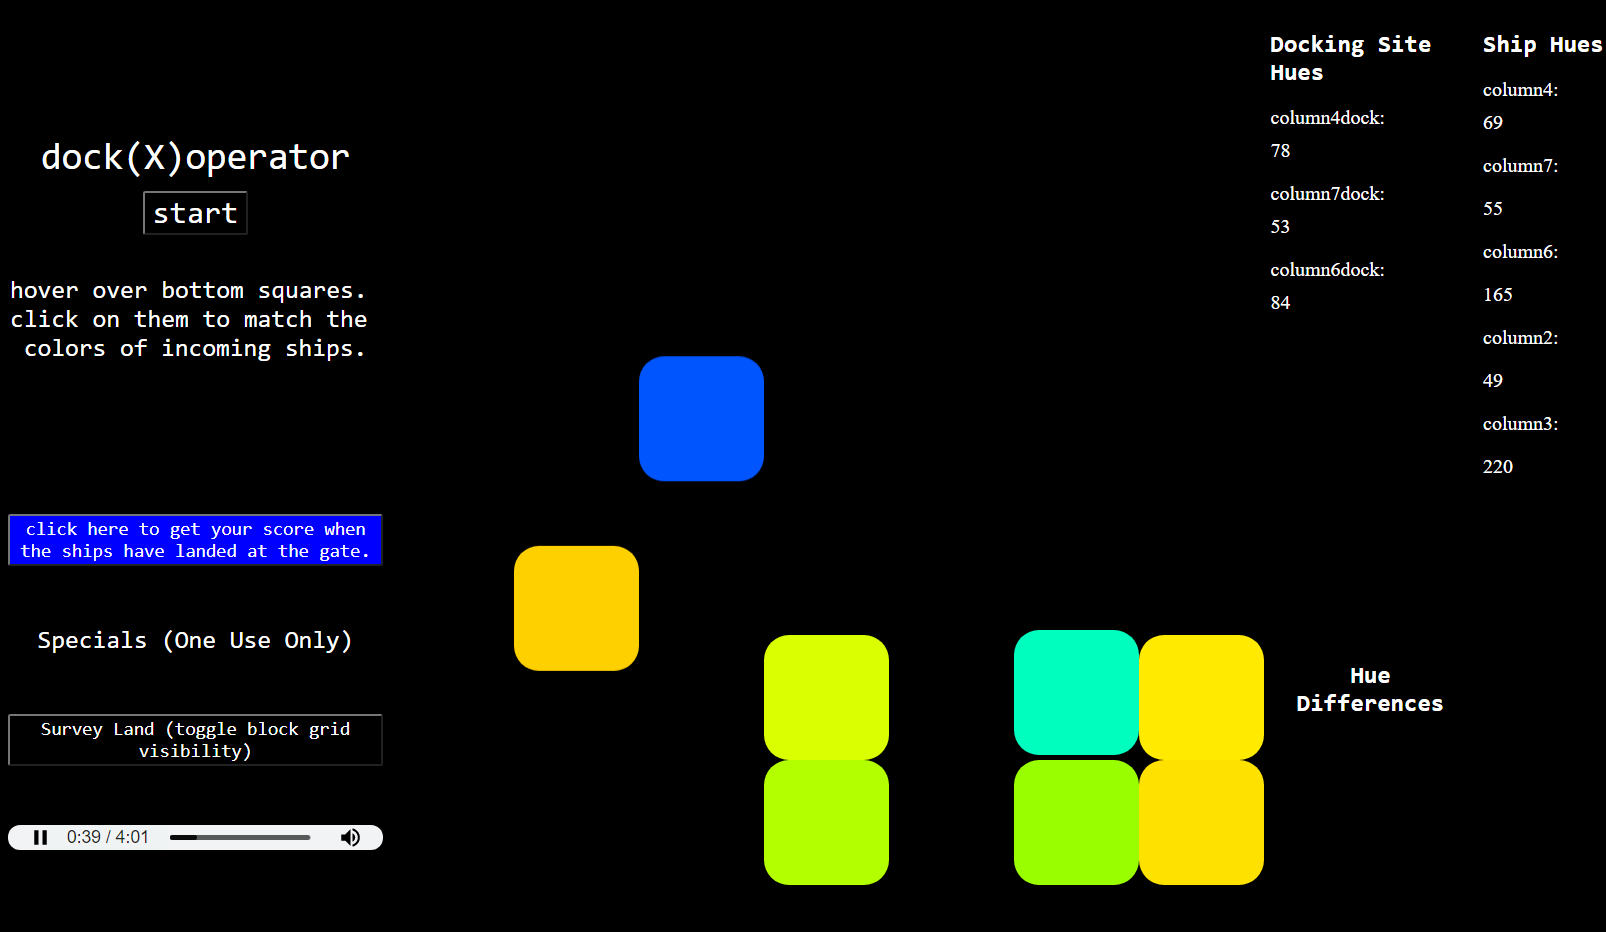 dock(X)operator
start
hover over bottom squares.
click on them to match the
colors of incoming ships.
click here to get your score when
the ships have landed at the gate.
Specials (One Use Only)
Survey Land (toggle block grid
visibility)
0:39 / 4:01
Docking Site
Hues
column4dock:
78
column7dock:
53
column6dock:
84
Ship Hues
column4:
69
column7:
55
column6:
165
column2:
49
column3:
220
Hue
Differences